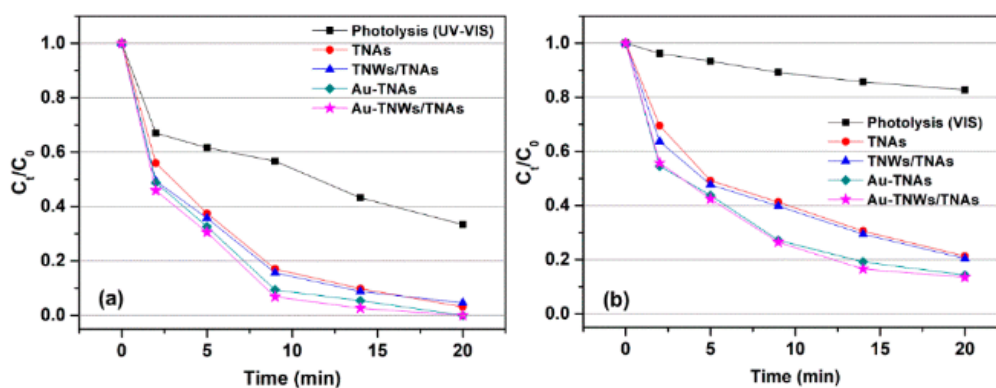 Photolysis (UV-VIS)
TNAs
TNWs/TNAs
Au-TNAs
Au-TNWs/TNAs
1.0
0.8
0.6
0.4
0.2
0.0
Cₜ/C₀
(a)
0 5 10 15 20
Time (min)
Photolysis (VIS)
TNAs
TNWs/TNAs
Au-TNAs
Au-TNWs/TNAs
1.0
0.8
0.6
0.4
0.2
0.0
Cₜ/C₀
(b)
0 5 10 15 20
Time (min)